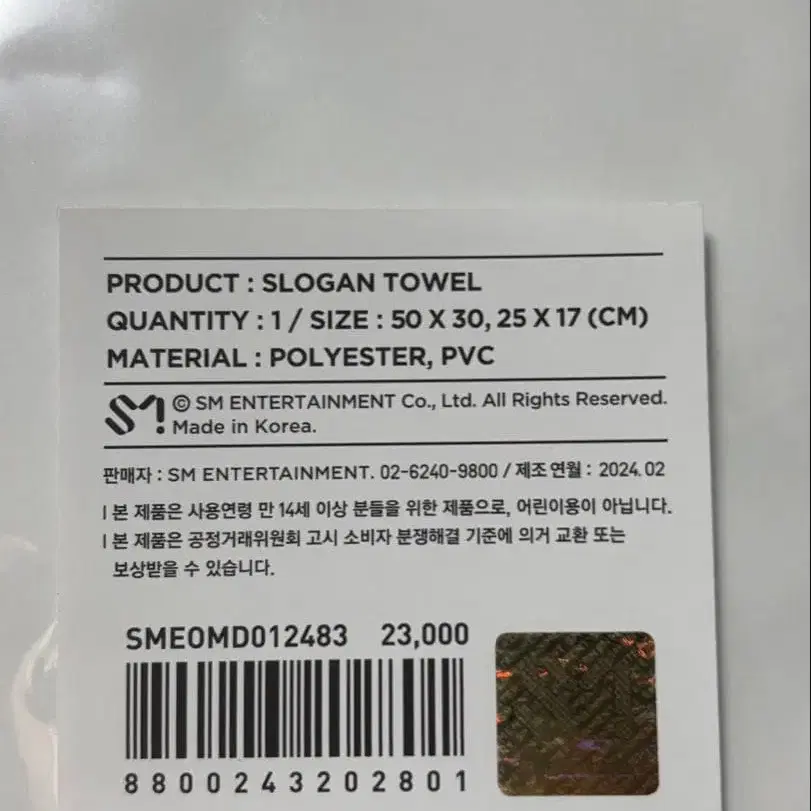 PRODUCT : SLOGAN TOWEL
QUANTITY : 1 / SIZE : 50 X 30, 25 X 17 (CM)
MATERIAL : POLYESTER, PVC
SM! © SM ENTERTAINMENT Co., Ltd. All Rights Reserved.
Made in Korea.
판매자 : SM ENTERTAINMENT. 02-6240-9800 / 제조연월 : 2024. 02
I 본 제품은 사용연령 만 14세 이상 분들을 위한 제품으로, 어린이용이 아닙니다.
I 본 제품은 공정거래위원회 고시 소비자 분쟁해결 기준에 의거 교환 또는
보상받을 수 있습니다.
SMEOMD012483 23,000
8800243202801